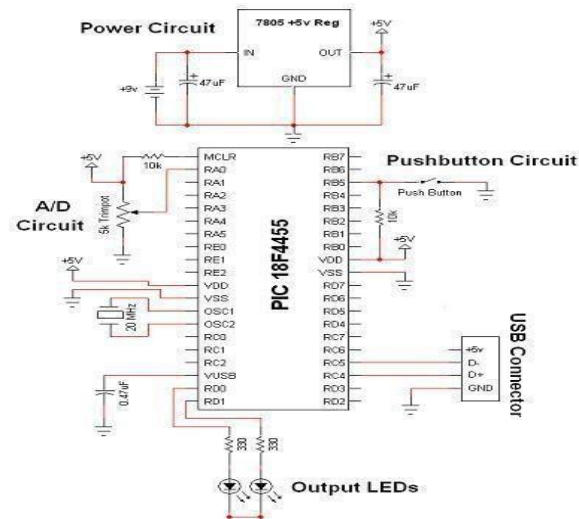 Power Circuit
7805 +5v Reg
+5V
IN
OUT
GND
+9v
47uF
47uF
+5V
10k
A/D
Circuit
5k Trimpot
+5V
20 MHz
0.47uF
MCLR
RA0
RA1
RA2
RA3
RA4
RA5
RE0
RE1
RE2
VDD
VSS
OSC1
OSC2
RC0
RC1
RC2
VUSB
RD0
RD1
PIC 18F4455
RB7
RB6
RB5
RB4
RB3
RB2
RB1
RB0
VDD
VSS
RD7
RD6
RD5
RD4
RC7
RC6
RC5
RC4
RD3
RD2
Pushbutton Circuit
Push Button
10k
+5V
+5v
D-
D+
GND
USB Connector
330
330
Output LEDs